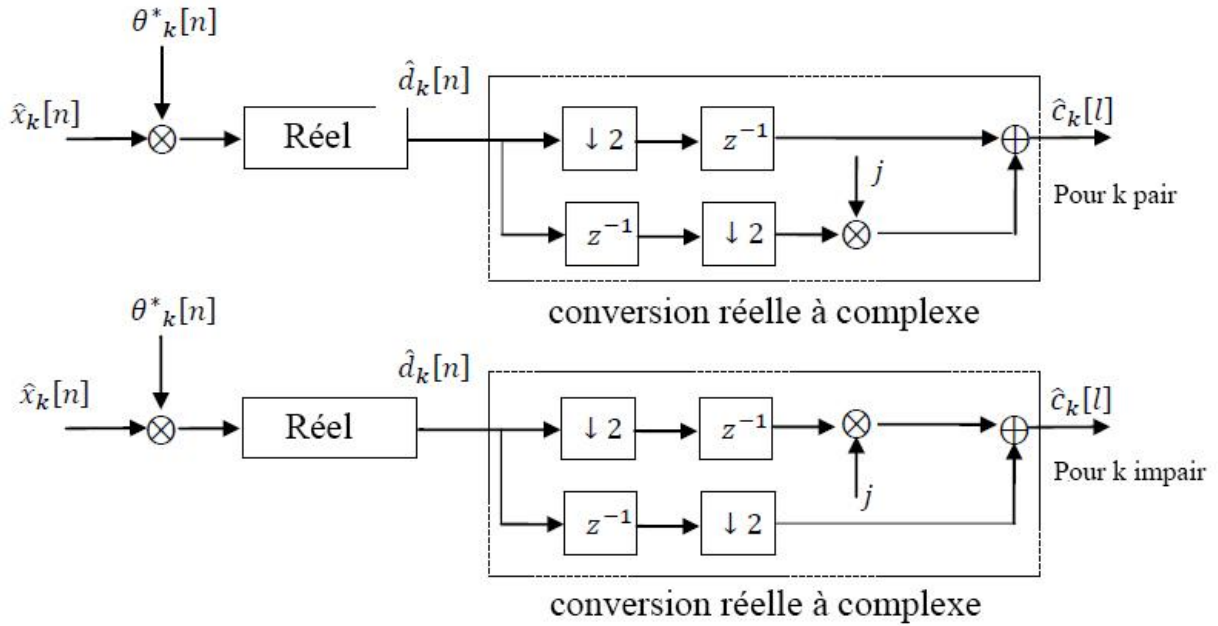 θ*ₖ[n]
x̂ₖ[n]
Réel
d̂ₖ[n]
↓ 2
z⁻¹
ĉₖ[l]
j
Pour k pair
z⁻¹
↓ 2
conversion réelle à complexe
θ*ₖ[n]
x̂ₖ[n]
Réel
d̂ₖ[n]
↓ 2
z⁻¹
ĉₖ[l]
j
Pour k impair
z⁻¹
↓ 2
conversion réelle à complexe